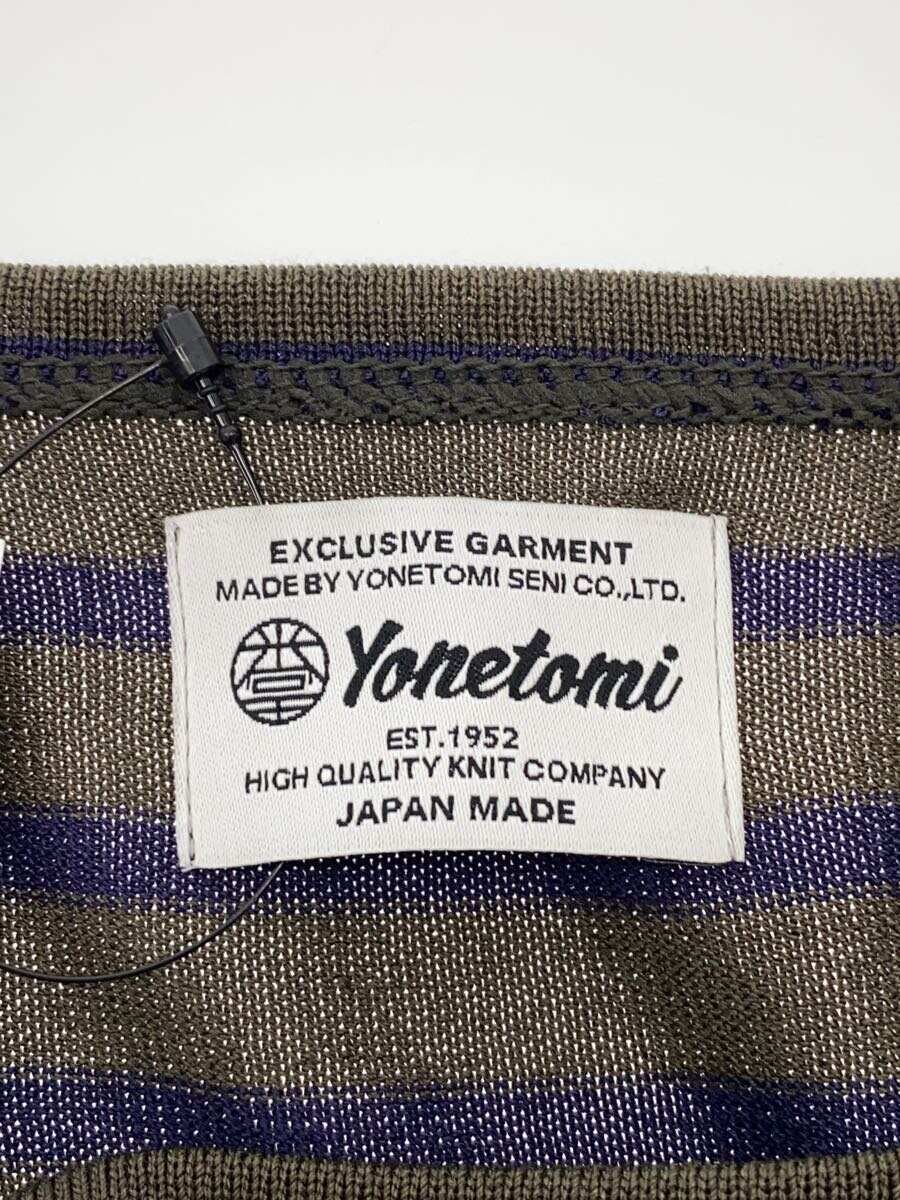 EXCLUSIVE GARMENT
MADE BY YONETOMI SENI CO.,LTD.
Yonetomi
EST.1952
HIGH QUALITY KNIT COMPANY
JAPAN MADE